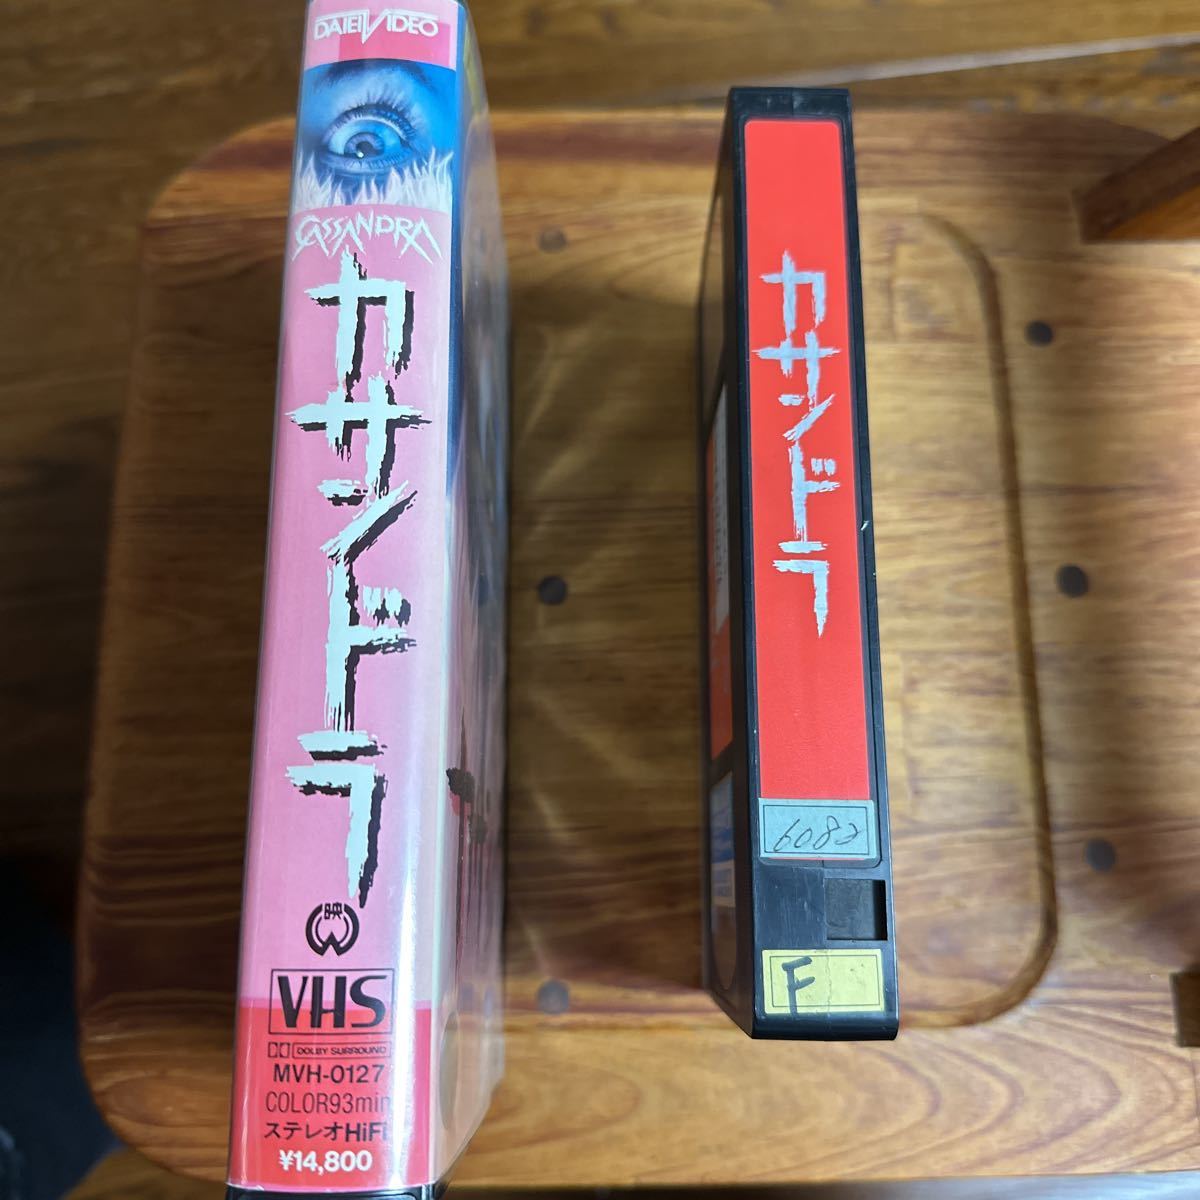 DAIEI VIDEO
CASSANDRA
カサンドラ
映
VHS
DOLBY SURROUND
MVH-0127
COLOR93min
ステレオHiFi
¥14,800
カサンドラ
6082
F